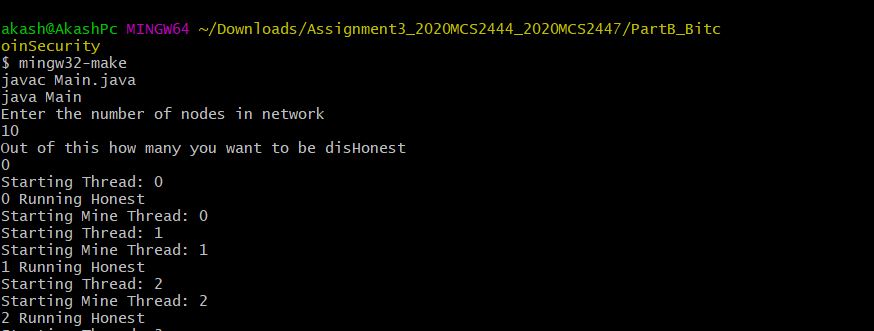 akash@AkashPc MINGW64 ~/Downloads/Assignment3_2020MCS2444_2020MCS2447/PartB_Bitc
oinSecurity
$ mingw32-make
javac Main.java
java Main
Enter the number of nodes in network
10
Out of this how many you want to be disHonest
0
Starting Thread: 0
0 Running Honest
Starting Mine Thread: 0
Starting Thread: 1
Starting Mine Thread: 1
1 Running Honest
Starting Thread: 2
Starting Mine Thread: 2
2 Running Honest